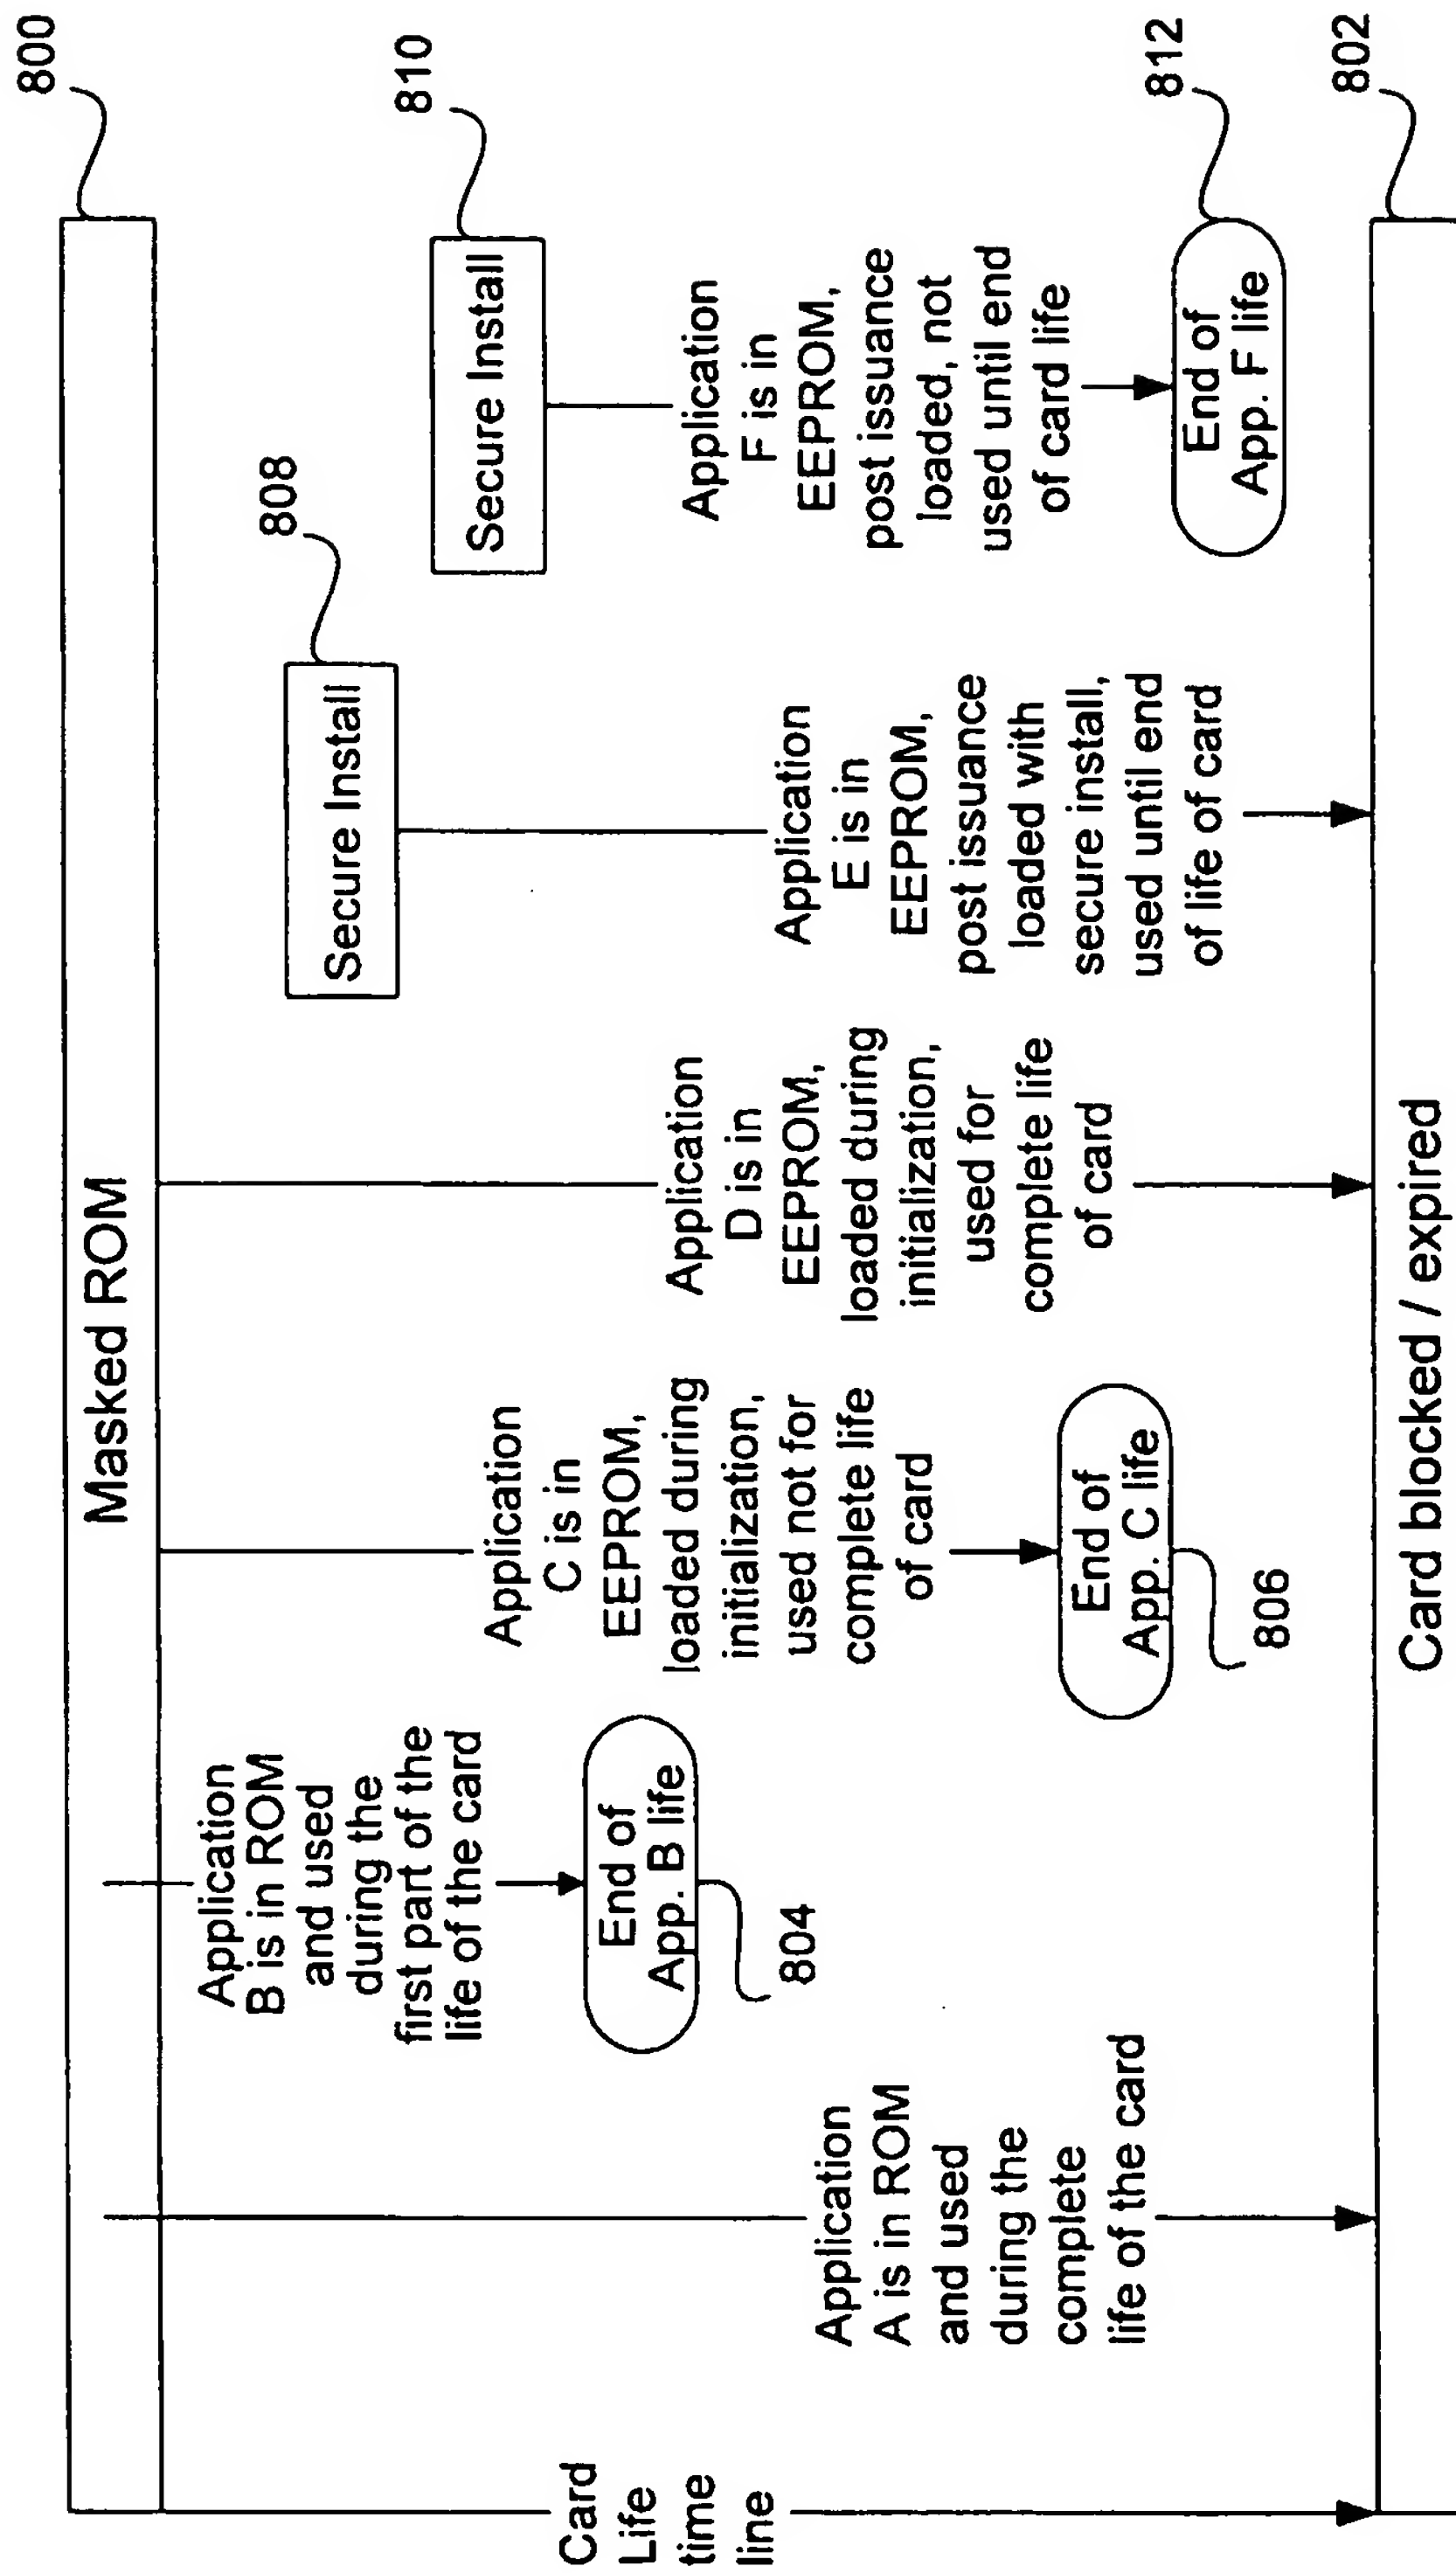 800
Masked ROM
Card
Life
time
line
Application
A is in ROM
and used
during the
complete
life of the card
Application
B is in ROM
and used
during the
first part of the
life of the card
End of
App. B life
804
Application
C is in
EEPROM,
loaded during
initialization,
used not for
complete life
of card
End of
App. C life
806
Application
D is in
EEPROM,
loaded during
initialization,
used for
complete life
of card
808
Secure Install
Application
E is in
EEPROM,
post issuance
loaded with
secure install,
used until end
of life of card
810
Secure Install
Application
F is in
EEPROM,
post issuance
loaded, not
used until end
of card life
812
End of
App. F life
802
Card blocked / expired